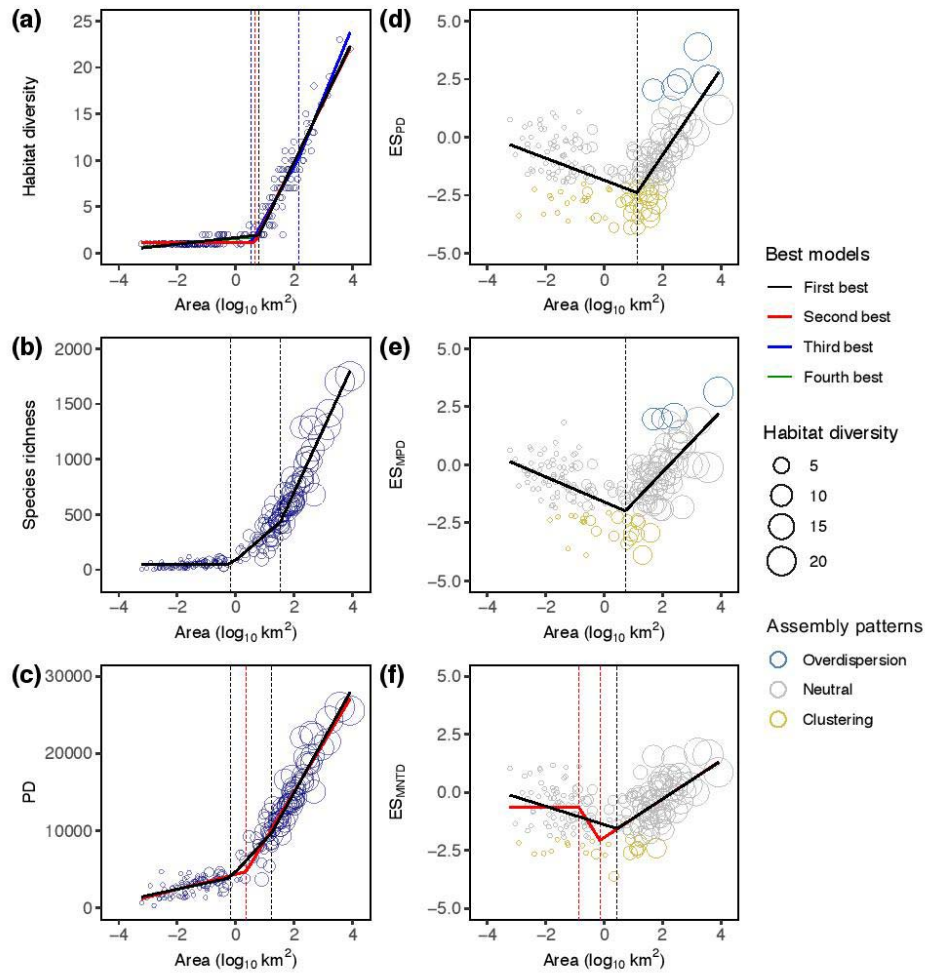 (a)
25
20
15
10
5
0
Habitat diversity
−4
−2
0
2
4
Area (log10 km2)
(d)
5.0
2.5
−0.0
−2.5
−5.0
ESPD
−4
−2
0
2
4
Area (log10 km2)
(b)
2000
1500
1000
500
0
Species richness
−4
−2
0
2
4
Area (log10 km2)
(e)
5.0
2.5
−0.0
−2.5
−5.0
ESMPD
−4
−2
0
2
4
Area (log10 km2)
(c)
30000
20000
10000
0
PD
−4
−2
0
2
4
Area (log10 km2)
(f)
5.0
2.5
0.0
−2.5
−5.0
ESMNTD
−4
−2
0
2
4
Area (log10 km2)
Best models
First best
Second best
Third best
Fourth best
Habitat diversity
5
10
15
20
Assembly patterns
Overdispersion
Neutral
Clustering